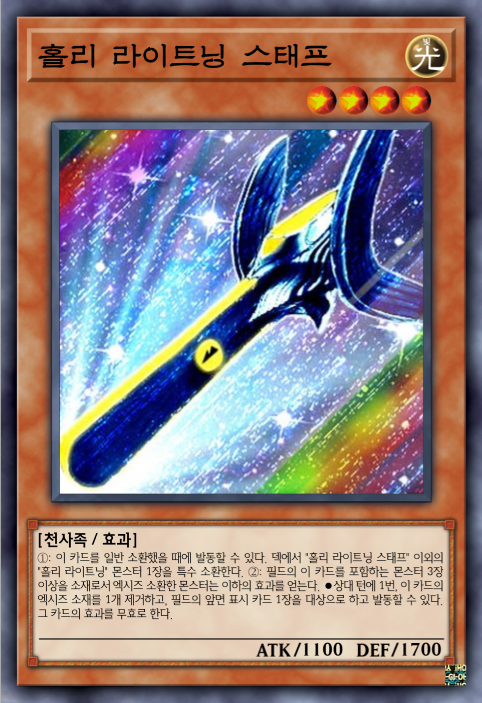 홀리 라이트닝 스태프
光
[천사족 / 효과]
①: 이 카드를 일반 소환했을 때에 발동할 수 있다. 덱에서 "홀리 라이트닝 스태프" 이외의
"홀리 라이트닝" 몬스터 1장을 특수 소환한다. ②: 필드의 이 카드를 포함하는 몬스터 3장
이상을 소재로서 엑시즈 소환한 몬스터는 이하의 효과를 얻는다. ●상대 턴에 1번, 이 카드의
엑시즈 소재를 1개 제거하고, 필드의 앞면 표시 카드 1장을 대상으로 하고 발동할 수 있다.
그 카드의 효과를 무효로 한다.
ATK/1100 DEF/1700